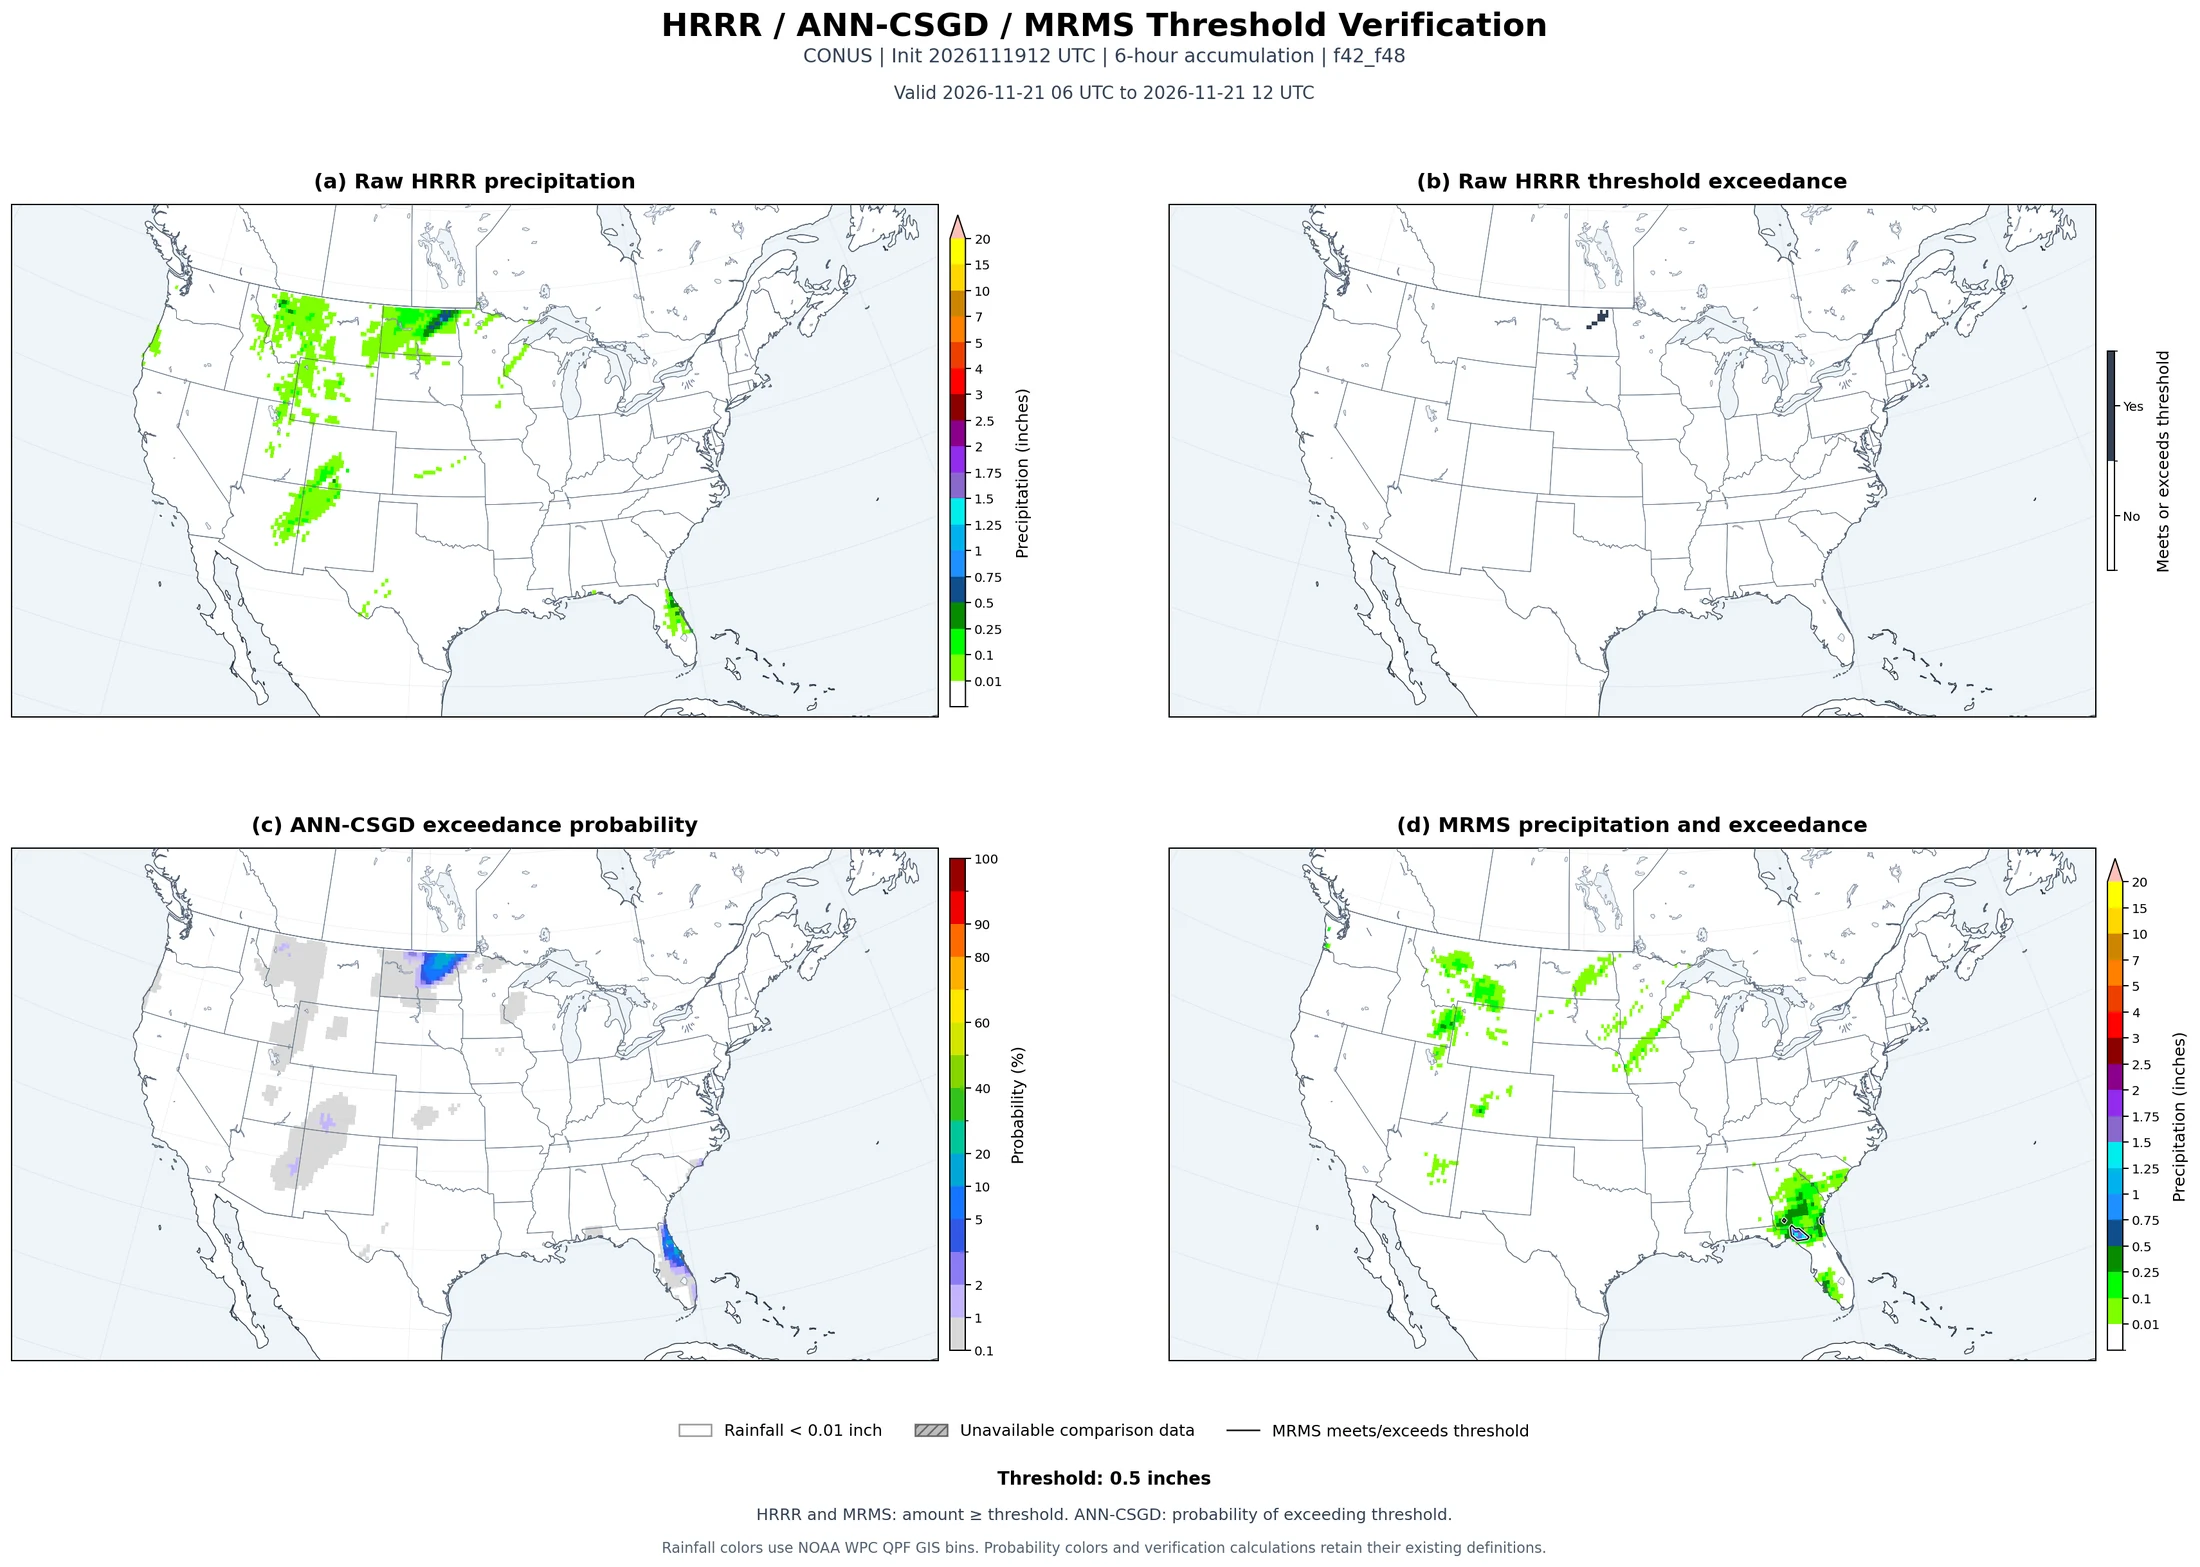 HRRR / ANN-CSGD / MRMS Threshold Verification
CONUS | Init 2026111912 UTC | 6-hour accumulation | f42_f48
Valid 2026-11-21 06 UTC to 2026-11-21 12 UTC
(a) Raw HRRR precipitation
20
15
10
7
5
4
3
2.5
2
1.75
1.5
1.25
1
0.75
0.5
0.25
0.1
0.01
Precipitation (inches)
(b) Raw HRRR threshold exceedance
Yes
No
Meets or exceeds threshold
(c) ANN-CSGD exceedance probability
100
90
80
60
40
20
10
5
2
1
0.1
Probability (%)
(d) MRMS precipitation and exceedance
20
15
10
7
5
4
3
2.5
2
1.75
1.5
1.25
1
0.75
0.5
0.25
0.1
0.01
Precipitation (inches)
Rainfall < 0.01 inch
Unavailable comparison data
MRMS meets/exceeds threshold
Threshold: 0.5 inches
HRRR and MRMS: amount ≥ threshold. ANN-CSGD: probability of exceeding threshold.
Rainfall colors use NOAA WPC QPF GIS bins. Probability colors and verification calculations retain their existing definitions.